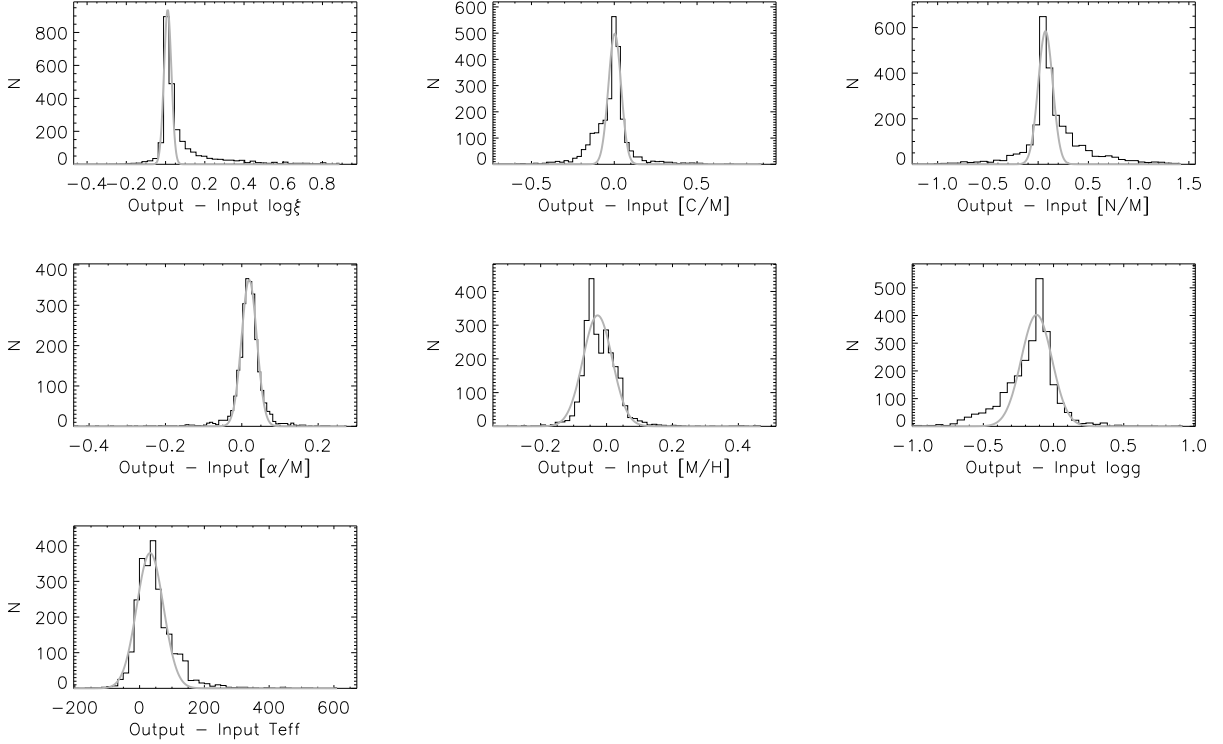 800
600
400
200
0
N
-0.4-0.2 0.0 0.2 0.4 0.6 0.8
Output − Input logξ
600
500
400
300
200
100
0
N
-0.5 0.0 0.5
Output − Input [C/M]
600
400
200
0
N
-1.0 -0.5 0.0 0.5 1.0 1.5
Output − Input [N/M]
400
300
200
100
0
N
-0.4 -0.2 0.0 0.2
Output − Input [α/M]
400
300
200
100
0
N
-0.2 0.0 0.2 0.4
Output − Input [M/H]
500
400
300
200
100
0
N
-1.0 -0.5 0.0 0.5 1.0
Output − Input logg
400
300
200
100
0
N
-200 0 200 400 600
Output − Input Teff